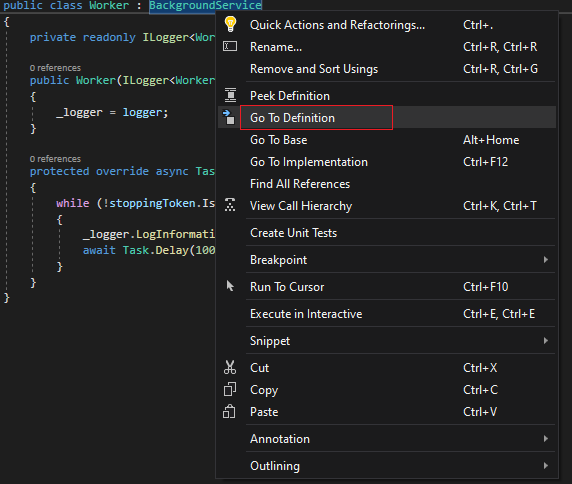 public class Worker : BackgroundService
{
private readonly ILogger<Wor
0 references
public Worker(ILogger<Worker
{
_logger = logger;
}
0 references
protected override async Tas
{
while (!stoppingToken.Is
{
_logger.LogInformati
await Task.Delay(100
}
}
}
Quick Actions and Refactorings... Ctrl+.
Rename... Ctrl+R, Ctrl+R
Remove and Sort Usings Ctrl+R, Ctrl+G
Peek Definition
Go To Definition
Go To Base Alt+Home
Go To Implementation Ctrl+F12
Find All References
View Call Hierarchy Ctrl+K, Ctrl+T
Create Unit Tests
Breakpoint
Run To Cursor Ctrl+F10
Execute in Interactive Ctrl+E, Ctrl+E
Snippet
Cut Ctrl+X
Copy Ctrl+C
Paste Ctrl+V
Annotation
Outlining